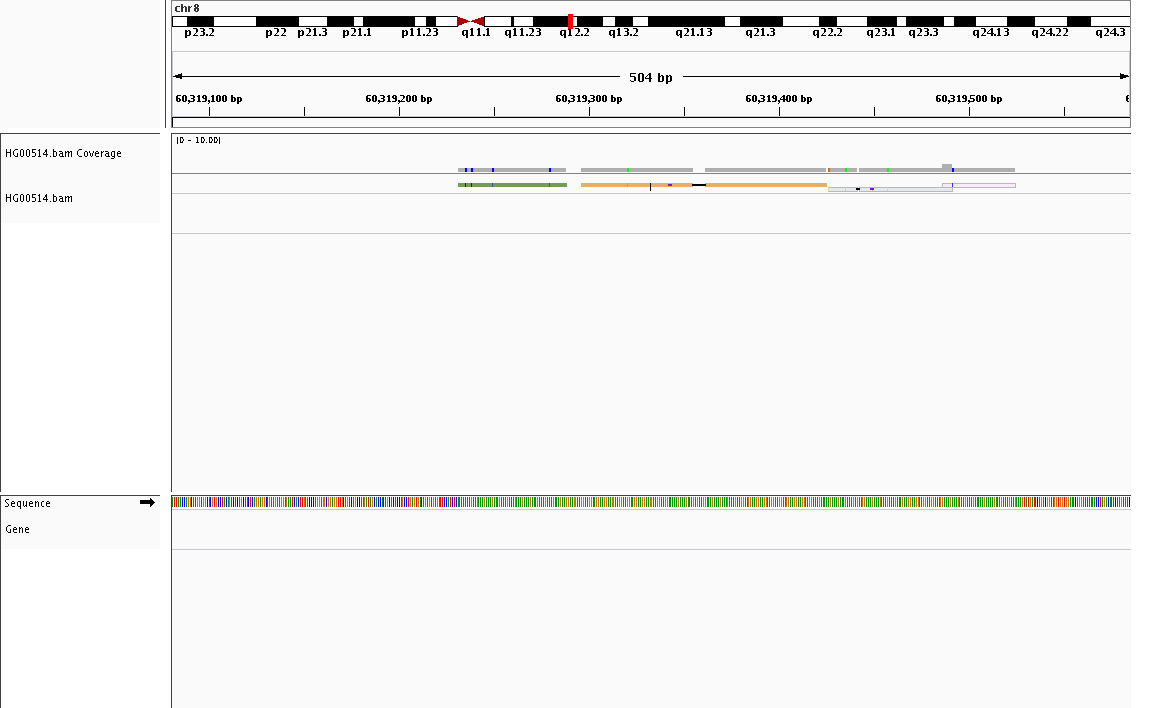 chr8
p23.2 p22 p21.3 p21.1 p11.23 q11.1 q11.23 q12.2 q13.2 q21.13 q21.3 q22.2 q23.1 q23.3 q24.13 q24.22 q24.3
504 bp
60,319,100 bp 60,319,200 bp 60,319,300 bp 60,319,400 bp 60,319,500 bp
[0 - 10.00]
HG00514.bam Coverage
HG00514.bam
Sequence
Gene